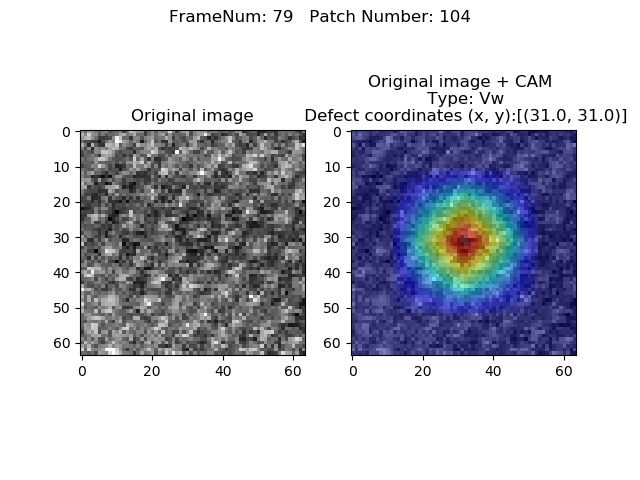 FrameNum: 79   Patch Number: 104
Original image
Original image + CAM
Type: Vw
Defect coordinates (x, y):[(31.0, 31.0)]
0
10
20
30
40
50
60
0 20 40 60
0
10
20
30
40
50
60
0 20 40 60